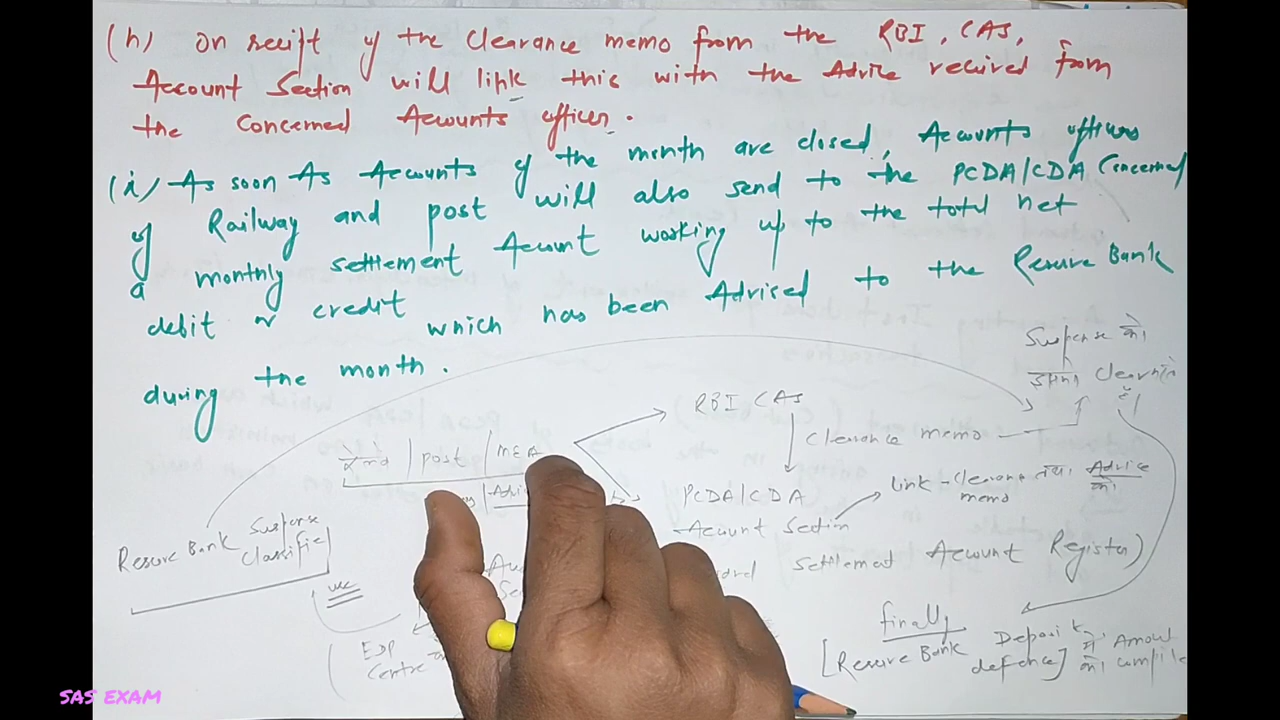 (h) On recift of the Clearance memo from the RBI, CAS,
Account Section will link this with the Advice received from
the Concerned Accounts officer.
(i) As soon As Accounts of the month are closed, Accounts officers
of Railway and post will also send to the PCDA/CDA Concerned
a monthly settlement Account working up to the total net
debit or credit which has been Advised to the Reserve Bank
during the month.
Suspense को
Clear
RBI CAS
Clearance memo
post / MEA
PCDA/CDA
Link - Clearance तथा Advice
memo को
Account Section
Reserve Bank Suspense
Classified
Settlement Account Register)
finally
[Reserve Bank Deposit में Amount
defence] को compile
EDP
Centre
SAS EXAM